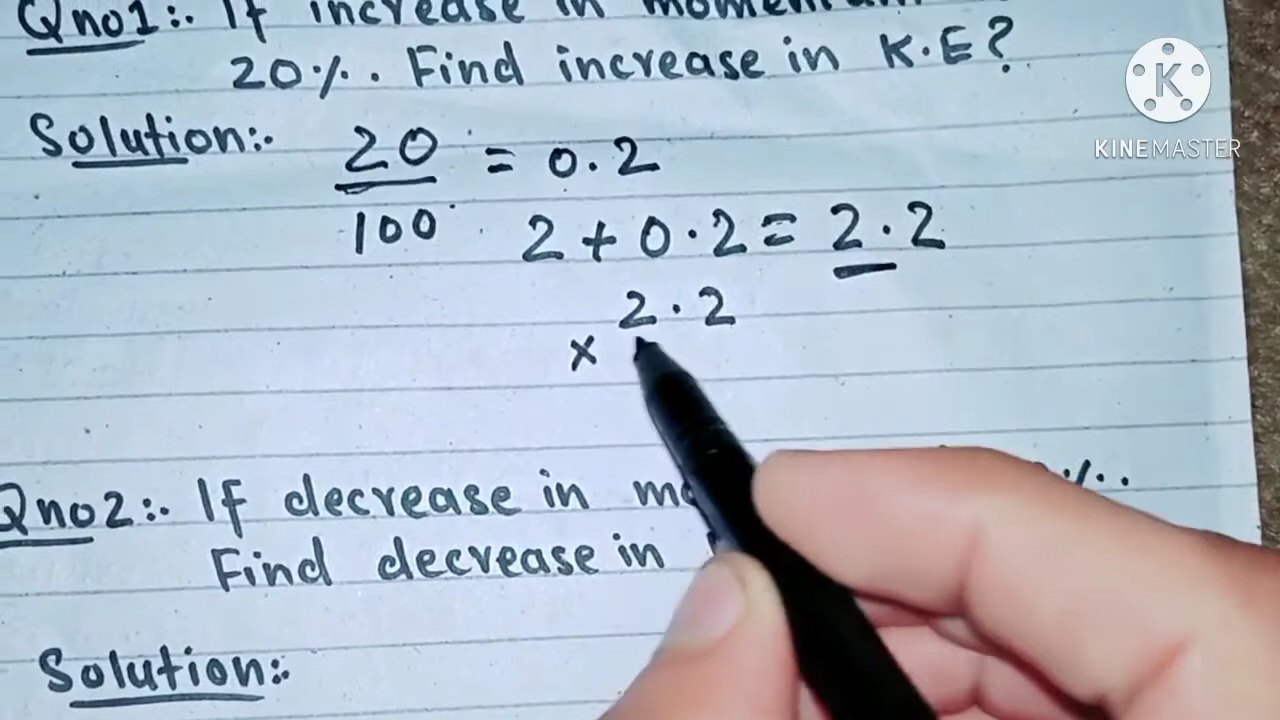 Qno1:. If increase in momentum
20%. Find increase in K.E?
Solution:.
20 = 0.2
100
2 + 0.2 = 2.2
2.2
×
Qno2:. If decrease in %.
Find decrease in
Solution:.
K
KINEMASTER